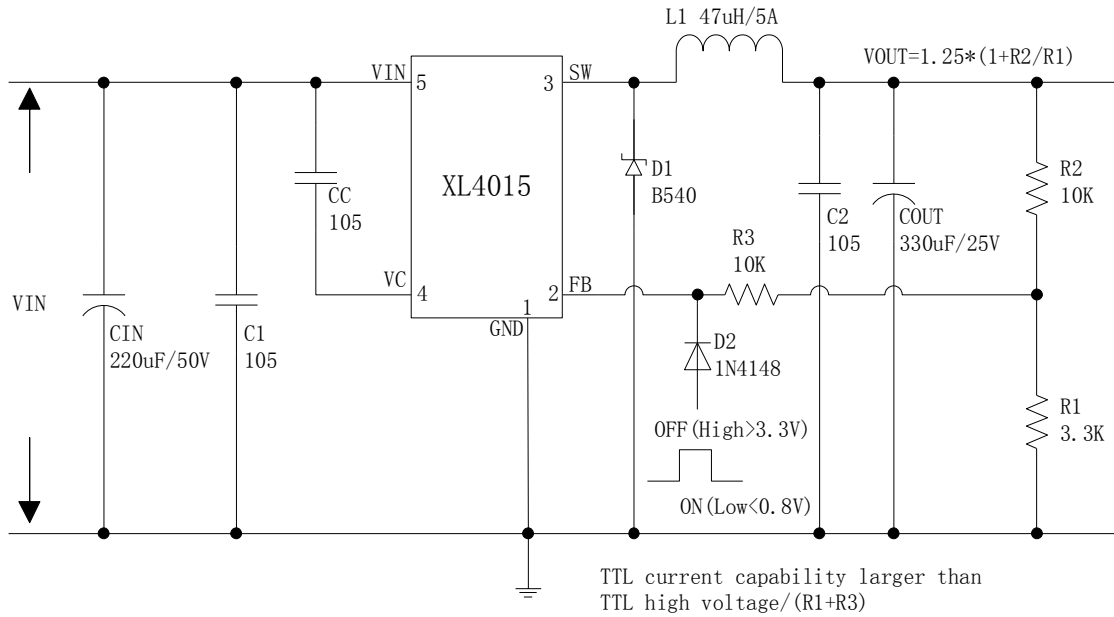 L1 47uH/5A
VOUT=1.25*(1+R2/R1)
VIN
5
3
SW
XL4015
CC
105
D1
B540
R2
10K
C2
105
COUT
330uF/25V
R3
10K
VC
4
2
FB
1
GND
VIN
CIN
220uF/50V
C1
105
D2
1N4148
R1
3.3K
OFF(High>3.3V)
ON(Low<0.8V)
TTL current capability larger than
TTL high voltage/(R1+R3)